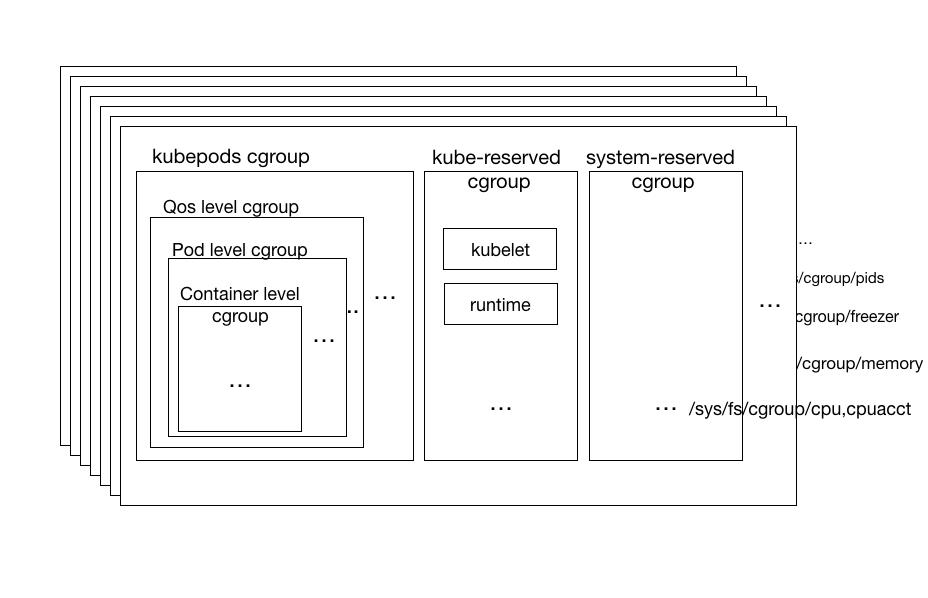 kubepods cgroup
kube-reserved
cgroup
system-reserved
cgroup
Qos level cgroup
Pod level cgroup
Container level
cgroup
...
...
..
...
kubelet
runtime
...
...
...
...
s/cgroup/pids
cgroup/freezer
/cgroup/memory
/sys/fs/cgroup/cpu,cpuacct